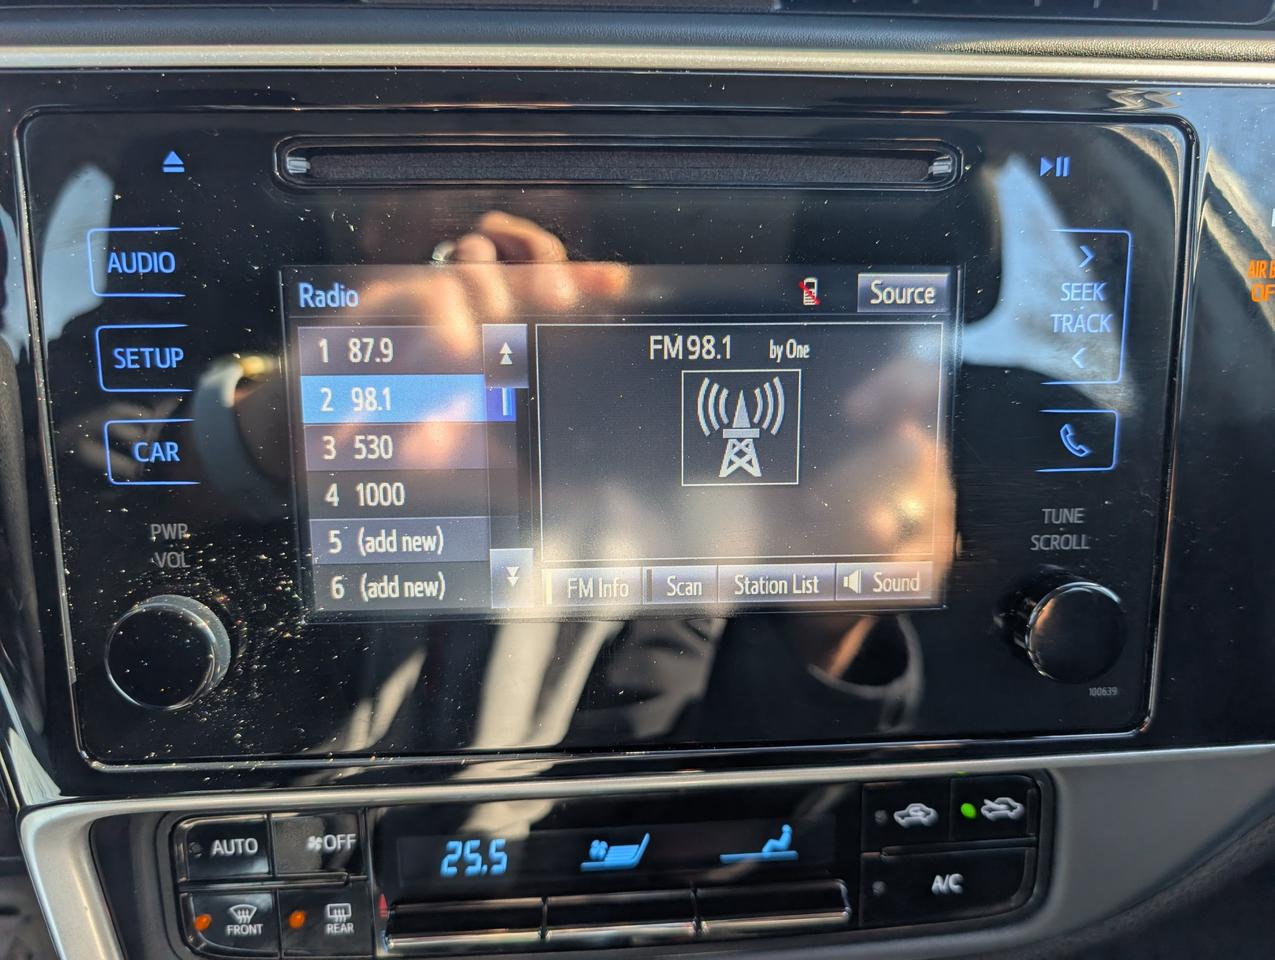 AUDIO
SETUP
CAR
PWR
VOL
Radio
Source
1 87.9
2 98.1
3 530
4 1000
5 (add new)
6 (add new)
FM 98.1 by One
FM Info
Scan
Station List
Sound
SEEK
TRACK
TUNE
SCROLL
100639
AIR B
OF
AUTO
OFF
FRONT
REAR
25.5
A/C